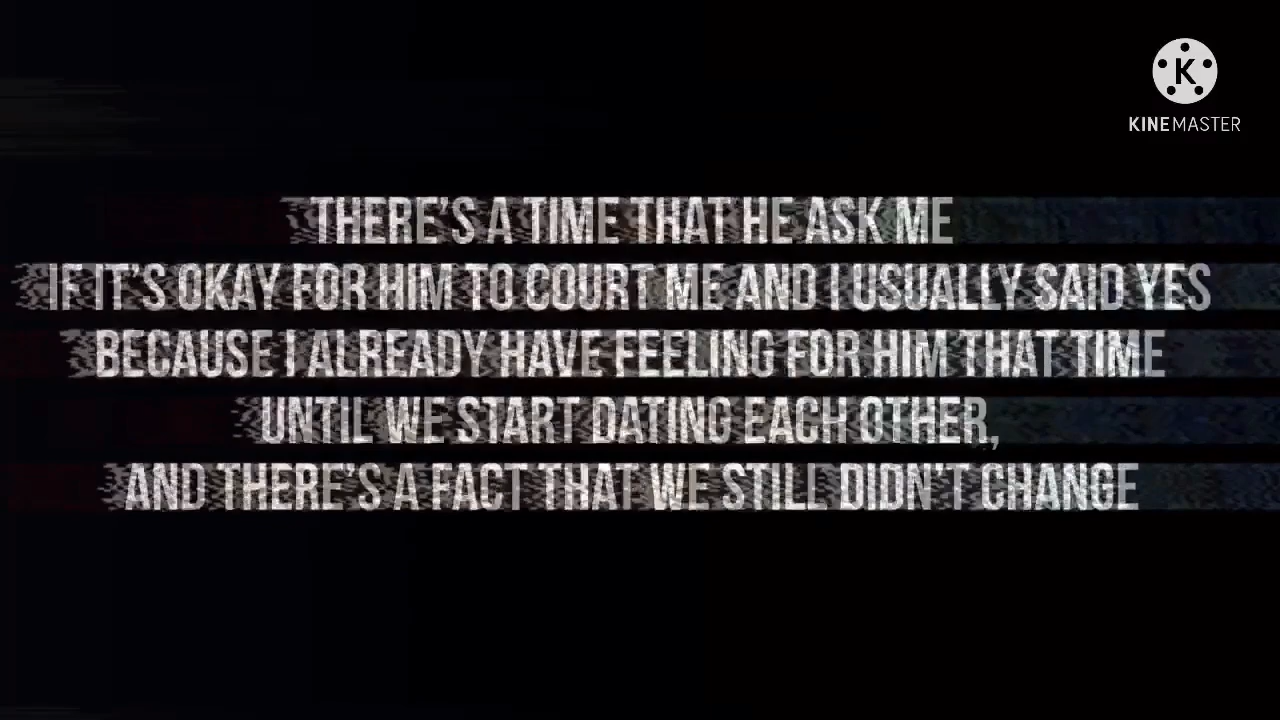 KINEMASTER
THERE'S A TIME THAT HE ASK ME
IF IT'S OKAY FOR HIM TO COURT ME AND I USUALLY SAID YES
BECAUSE I ALREADY HAVE FEELING FOR HIM THAT TIME
UNTIL WE START DATING EACH OTHER,
AND THERE'S A FACT THAT WE STILL DIDN'T CHANGE